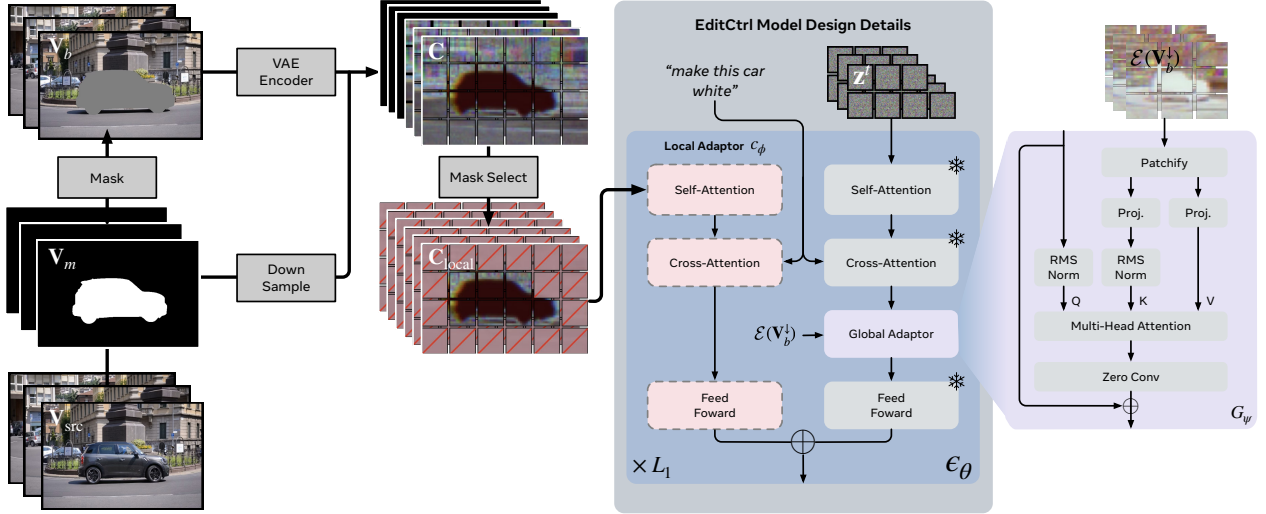 V_b
VAE
Encoder
Mask
V_m
Down
Sample
V_src
C
Mask Select
C_local
EditCtrl Model Design Details
“make this car
white”
z^l
Local Adaptor c_ϕ
Self-Attention
Cross-Attention
Feed
Foward
Self-Attention
Cross-Attention
ℰ(V_b^↓)
Global Adaptor
Feed
Foward
× L_1
ϵ_θ
ℰ(V_b^↓)
Patchify
Proj.
Proj.
RMS
Norm
RMS
Norm
Q
K
V
Multi-Head Attention
Zero Conv
G_ψ